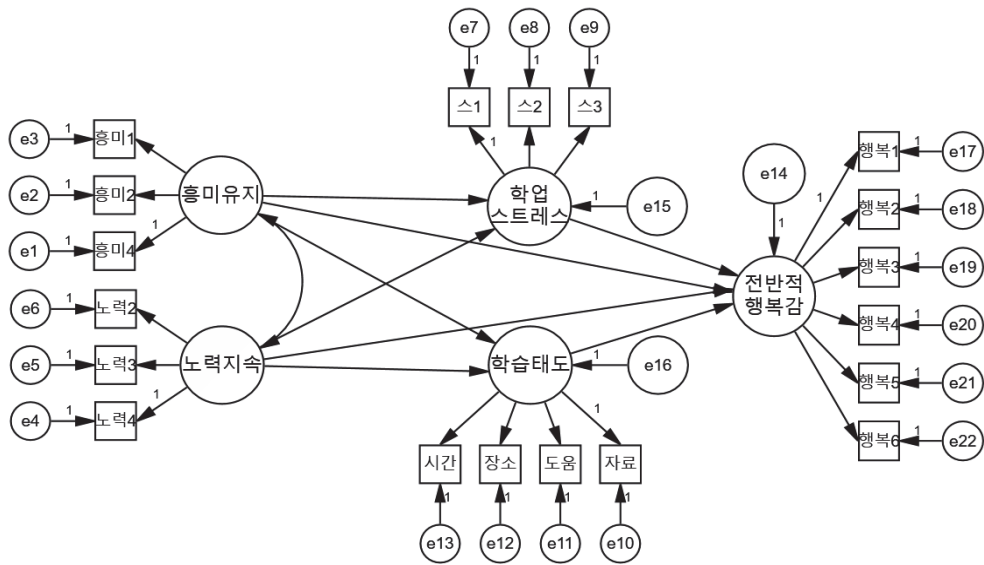 e7
e8
e9
1
1
1
스1
스2
스3
1
e3
1
흥미1
e2
1
흥미2
e1
1
흥미4
1
흥미유지
e6
1
노력2
e5
1
노력3
e4
1
노력4
1
노력지속
학업
스트레스
1
e15
학습태도
1
e16
1
시간
장소
도움
자료
1
1
1
1
e13
e12
e11
e10
e14
1
전반적
행복감
1
행복1
1
e17
행복2
1
e18
행복3
1
e19
행복4
1
e20
행복5
1
e21
행복6
1
e22